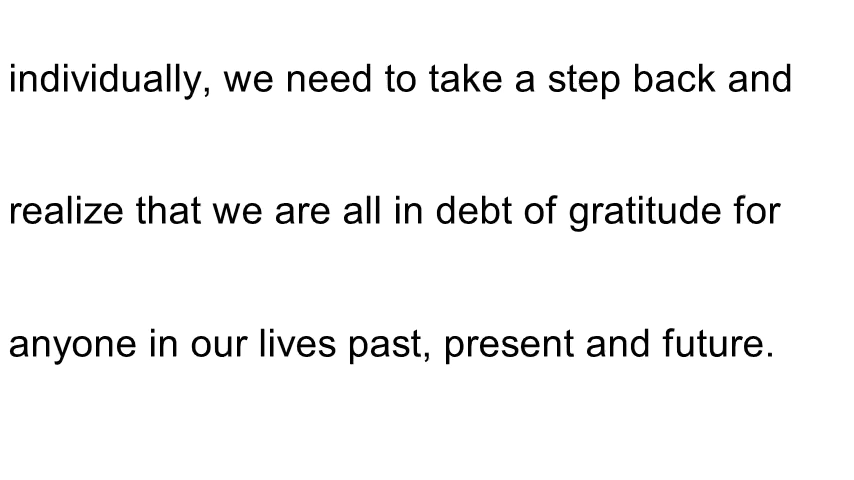 individually, we need to take a step back and
realize that we are all in debt of gratitude for
anyone in our lives past, present and future.